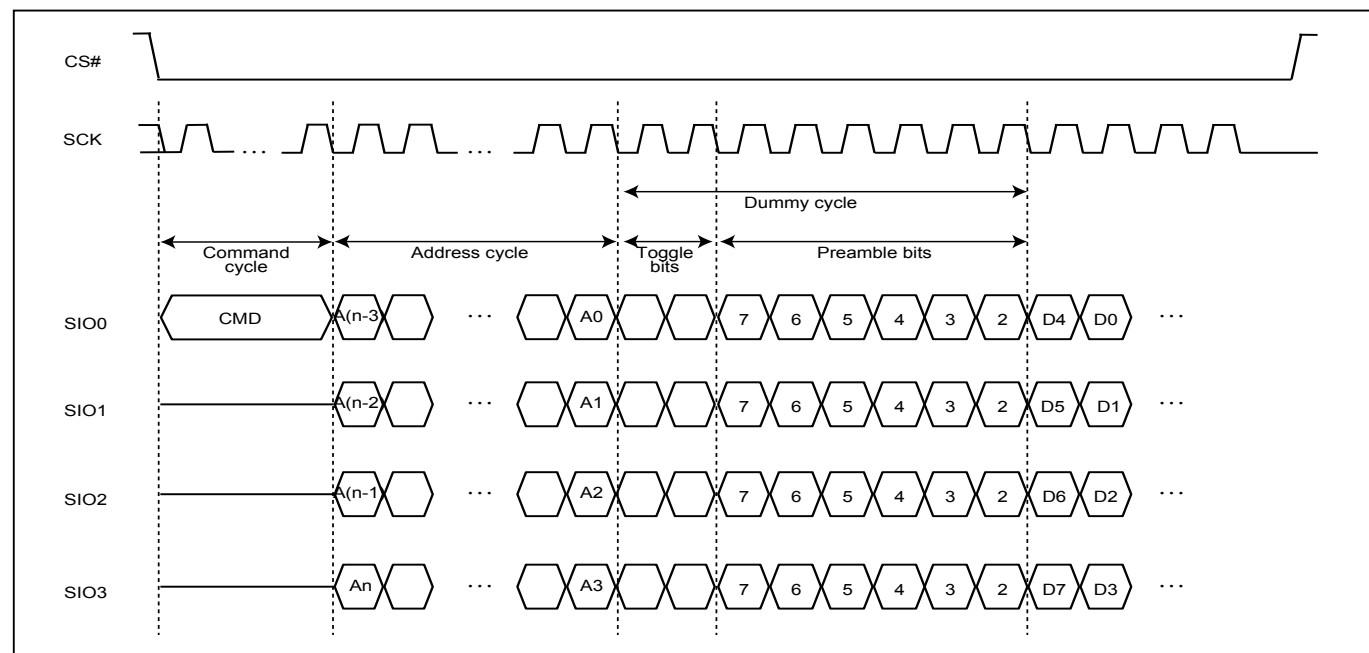 CS#
SCK ... ...
Dummy cycle
Command cycle
Address cycle
Toggle bits
Preamble bits
SIO0 CMD A(n-3) ... A0 7 6 5 4 3 2 D4 D0 ...
SIO1 A(n-2) ... A1 7 6 5 4 3 2 D5 D1 ...
SIO2 A(n-1) ... A2 7 6 5 4 3 2 D6 D2 ...
SIO3 An ... A3 7 6 5 4 3 2 D7 D3 ...